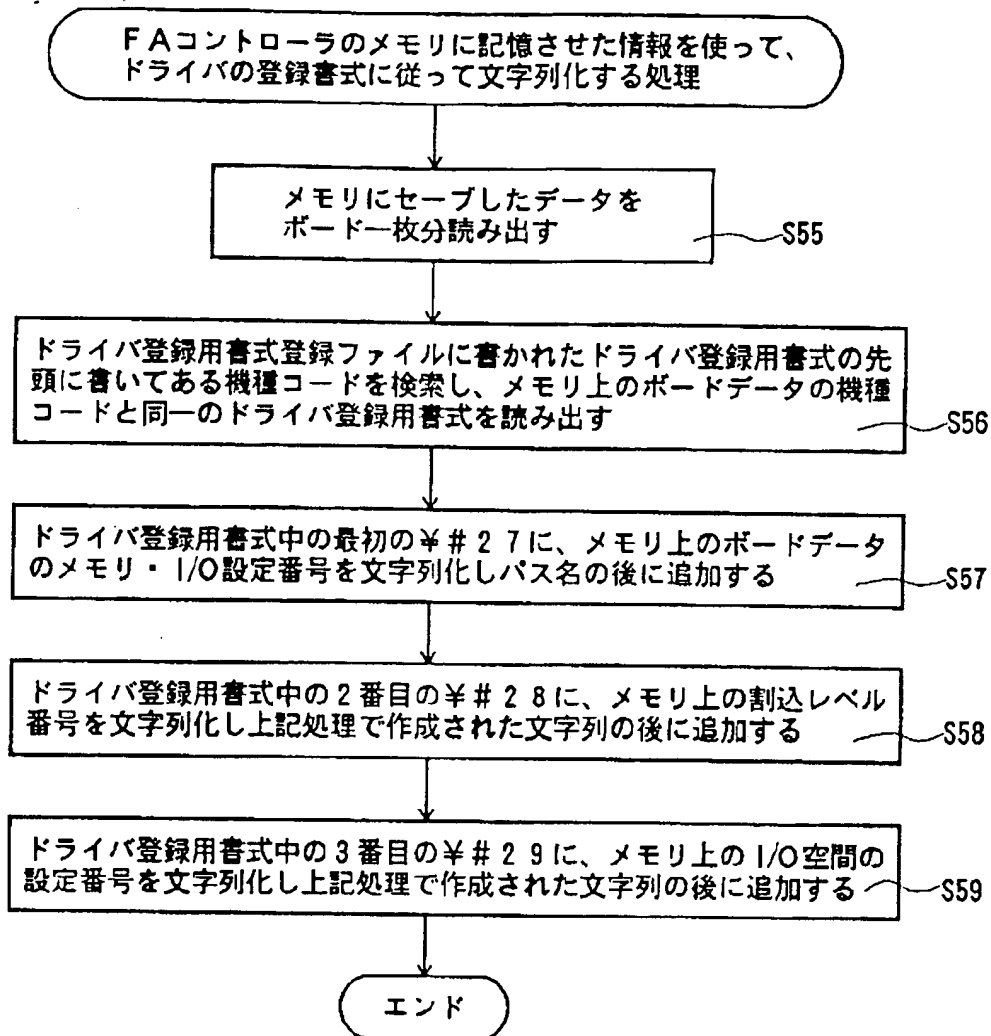 FAコントローラのメモリに記憶させた情報を使って、
ドライバの登録書式に従って文字列化する処理
メモリにセーブしたデータを
ボード一枚分読み出す
S55
ドライバ登録用書式登録ファイルに書かれたドライバ登録用書式の先
頭に書いてある機種コードを検索し、メモリ上のボードデータの機種
コードと同一のドライバ登録用書式を読み出す
S56
ドライバ登録用書式中の最初の¥#27に、メモリ上のボードデータ
のメモリ・I/O設定番号を文字列化しパス名の後に追加する
S57
ドライバ登録用書式中の2番目の¥#28に、メモリ上の割込レベル
番号を文字列化し上記処理で作成された文字列の後に追加する
S58
ドライバ登録用書式中の3番目の¥#29に、メモリ上のI/O空間の
設定番号を文字列化し上記処理で作成された文字列の後に追加する
S59
エンド